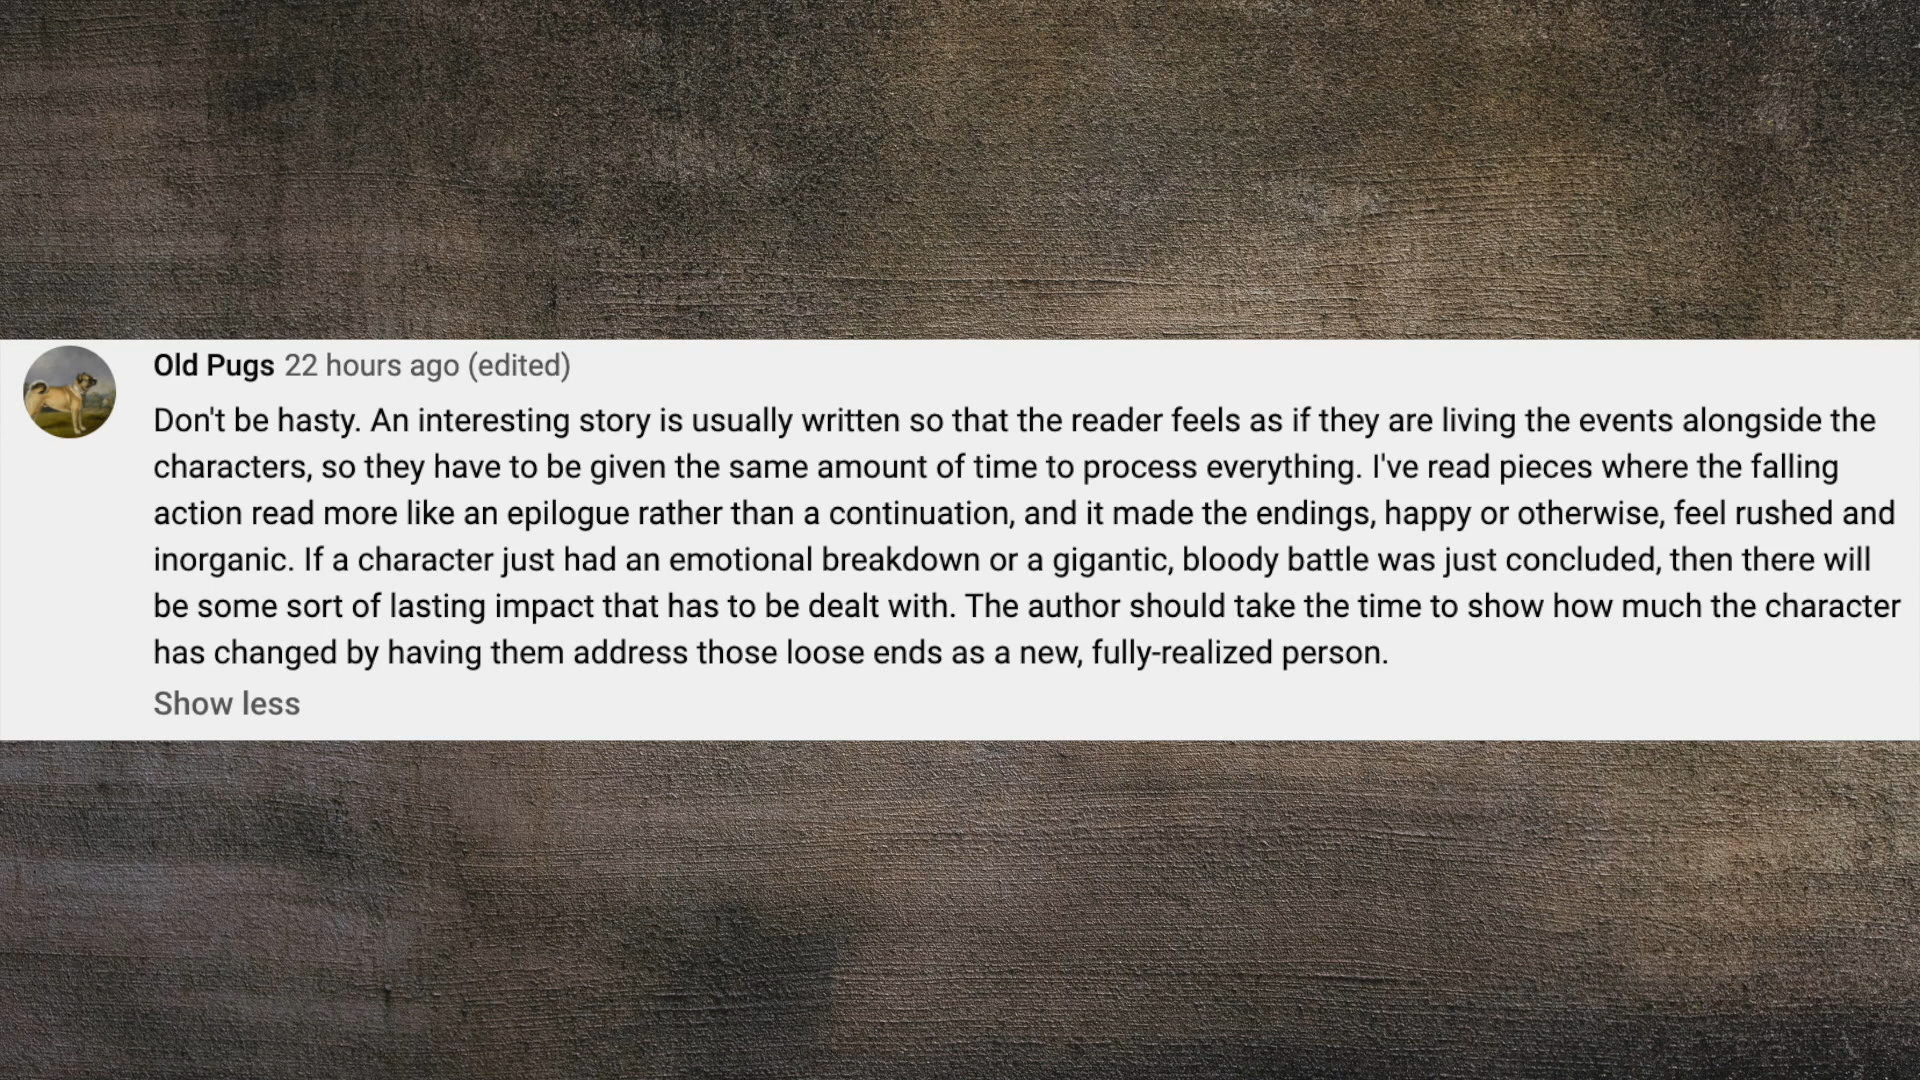 Old Pugs 22 hours ago (edited)
Don't be hasty. An interesting story is usually written so that the reader feels as if they are living the events alongside the
characters, so they have to be given the same amount of time to process everything. I've read pieces where the falling
action read more like an epilogue rather than a continuation, and it made the endings, happy or otherwise, feel rushed and
inorganic. If a character just had an emotional breakdown or a gigantic, bloody battle was just concluded, then there will
be some sort of lasting impact that has to be dealt with. The author should take the time to show how much the character
has changed by having them address those loose ends as a new, fully-realized person.
Show less